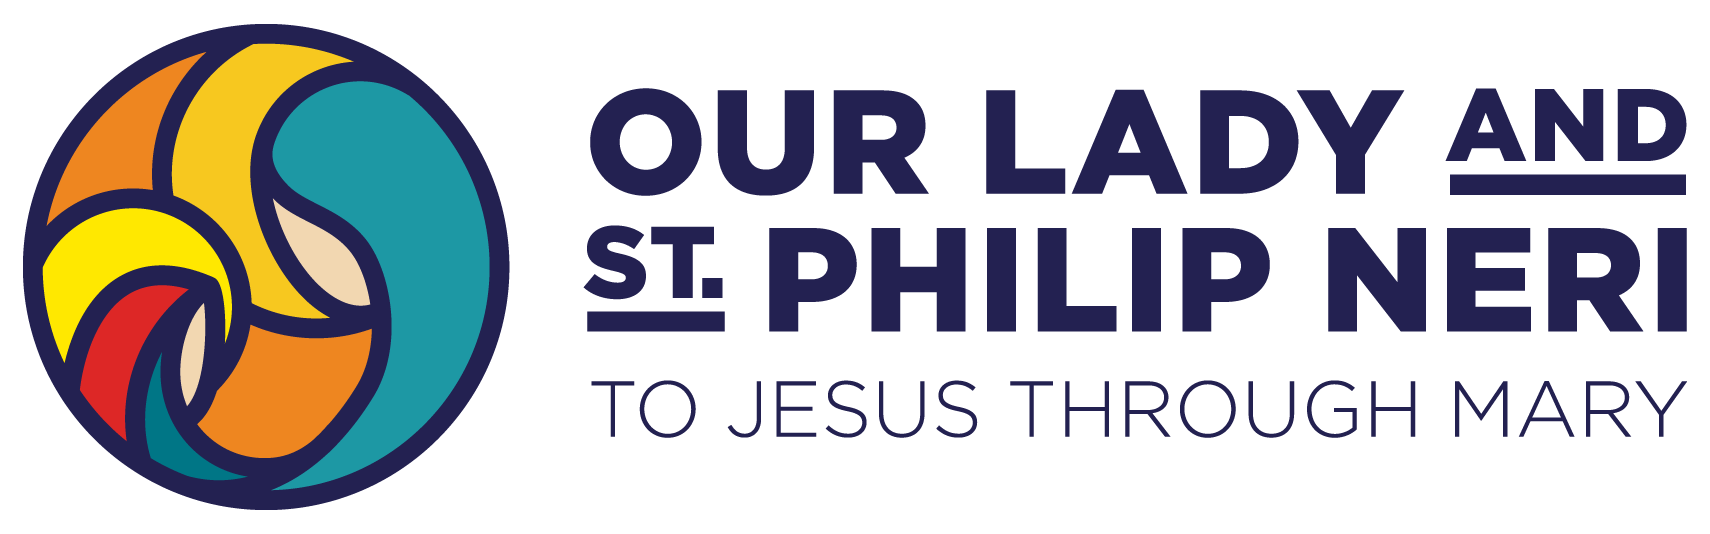 OUR LADY AND
ST. PHILIP NERI
TO JESUS THROUGH MARY